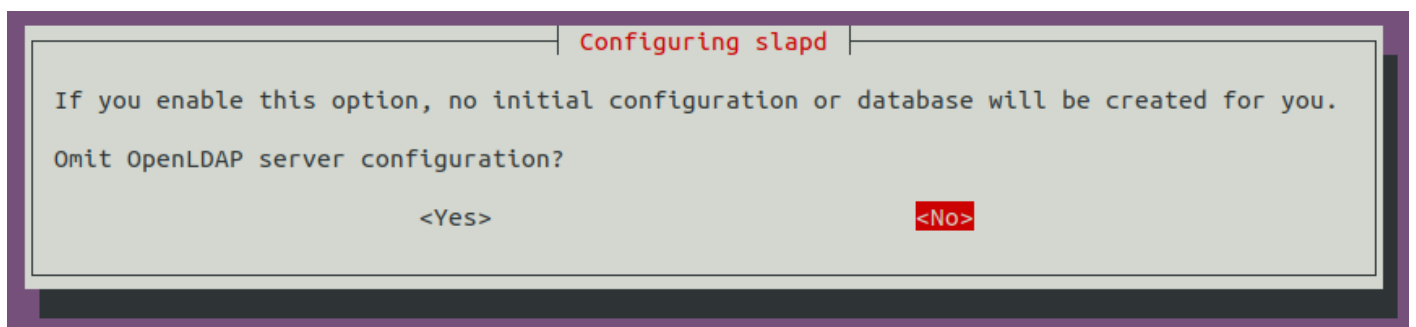 Configuring slapd
If you enable this option, no initial configuration or database will be created for you.
Omit OpenLDAP server configuration?
<Yes> <No>